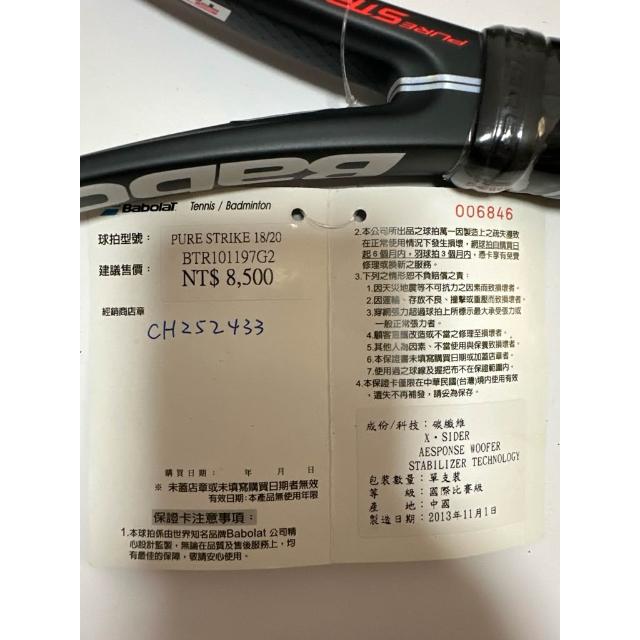 PURE STR
Babol
Babolat Tennis / Badminton
球拍型號: PURE STRIKE 18/20
BTR101197G2
建議售價: NT$ 8,500
經銷商店章
CH252433
購買日期: 年 月 日
※ 未蓋店章或未填寫購買日期者無效
有效日期:本產品無使用年限
保證卡注意事項:
1.本球拍係由世界知名品牌Babolat 公司精
心設計監製,無論在品質及售後服務上,均
有最佳的保障,敬請安心使用。
006846
2.本公司所出品之球拍萬一因製造上之疏失導致
在正常使用情況下發生損壞,網球拍自購買日
起6個月內,羽球拍3個月內,憑卡享有免費
修理或換新之服務。
3.下列之情形恕不負賠償之責:
1.因天災地震等不可抗力之因素而致損壞者。
2.因運輸、存放不良、撞擊或重壓而致損壞者。
3.穿網張力超過球拍上所標示最大承受張力或
一般正常張力者。
4.顧客意圖改造或不當之修理至損壞者。
5.其他人為因素、不當使用與保養致損壞者。
6.本保證書未填寫購買日期或加蓋店章者。
7.使用過之球線及握把布不在保證範圍內。
4.本保證卡僅限在中華民國(台灣)境內使用有效
,遺失不再補發,請妥為保存。
成份/科技:碳纖維
X‧SIDER
AESPONSE WOOFER
STABILIZER TECHNOLOGY
包裝數量:單支裝
等 級:國際比賽級
產 地:中國
製造日期:2013年11月1日